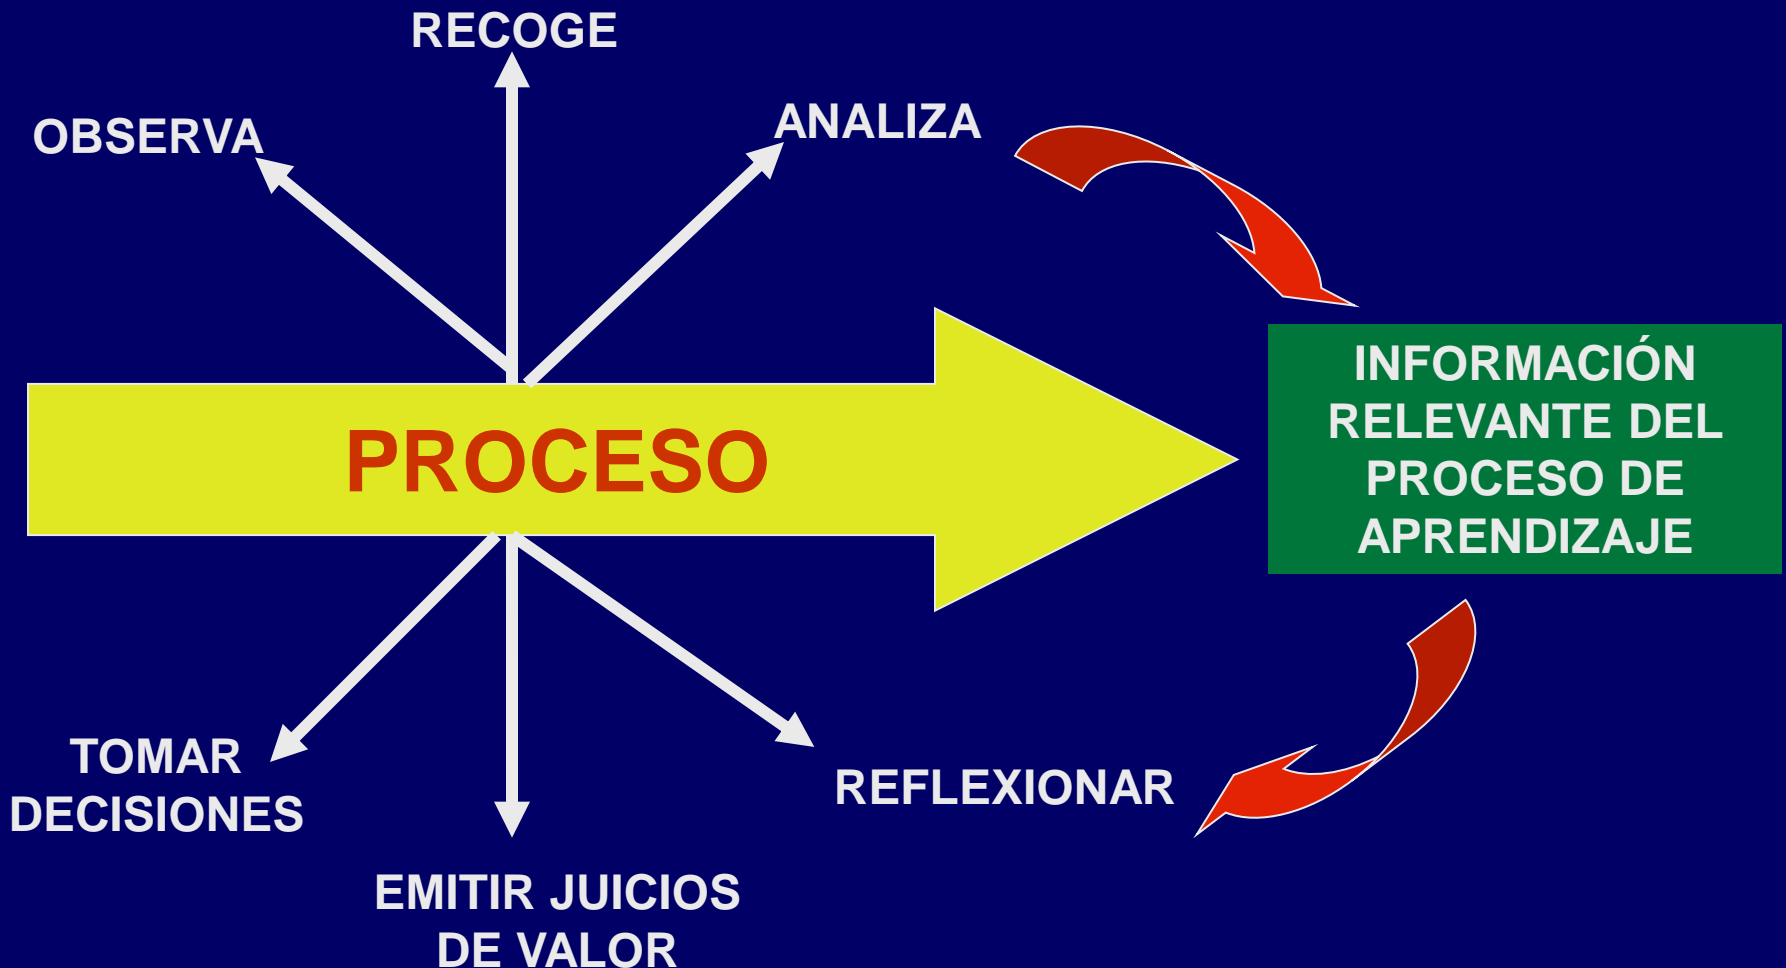 RECOGE
OBSERVA
ANALIZA
PROCESO
INFORMACIÓN
RELEVANTE DEL
PROCESO DE
APRENDIZAJE
TOMAR
DECISIONES
EMITIR JUICIOS
DE VALOR
REFLEXIONAR